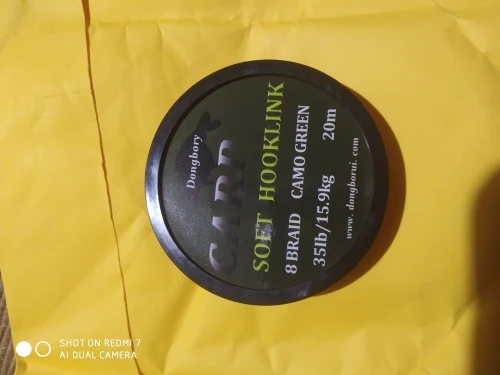 Dongbory
CARP
SOFT HOOKLINK
8 BRAID CAMO GREEN
35lb/15.9kg 20m
www.dongborui.com
SHOT ON REDMI 7
AI DUAL CAMERA